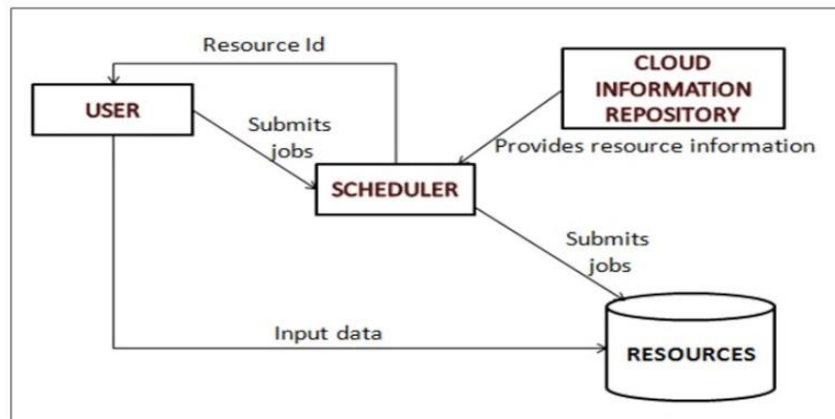 Resource Id
USER
CLOUD
INFORMATION
REPOSITORY
Submits
jobs
Provides resource information
SCHEDULER
Submits
jobs
Input data
RESOURCES